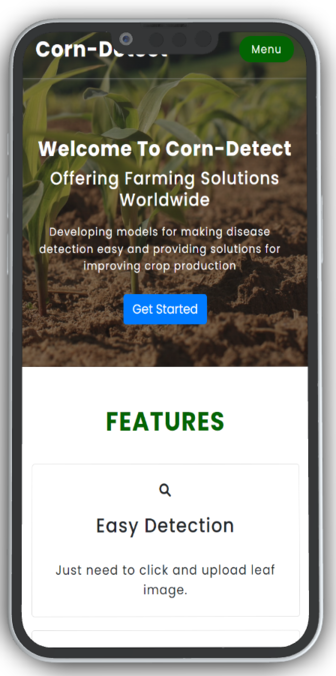 Corn-Detect
Menu
Welcome To Corn-Detect
Offering Farming Solutions
Worldwide
Developing models for making disease
detection easy and providing solutions for
improving crop production
Get Started
FEATURES
Easy Detection
Just need to click and upload leaf
image.